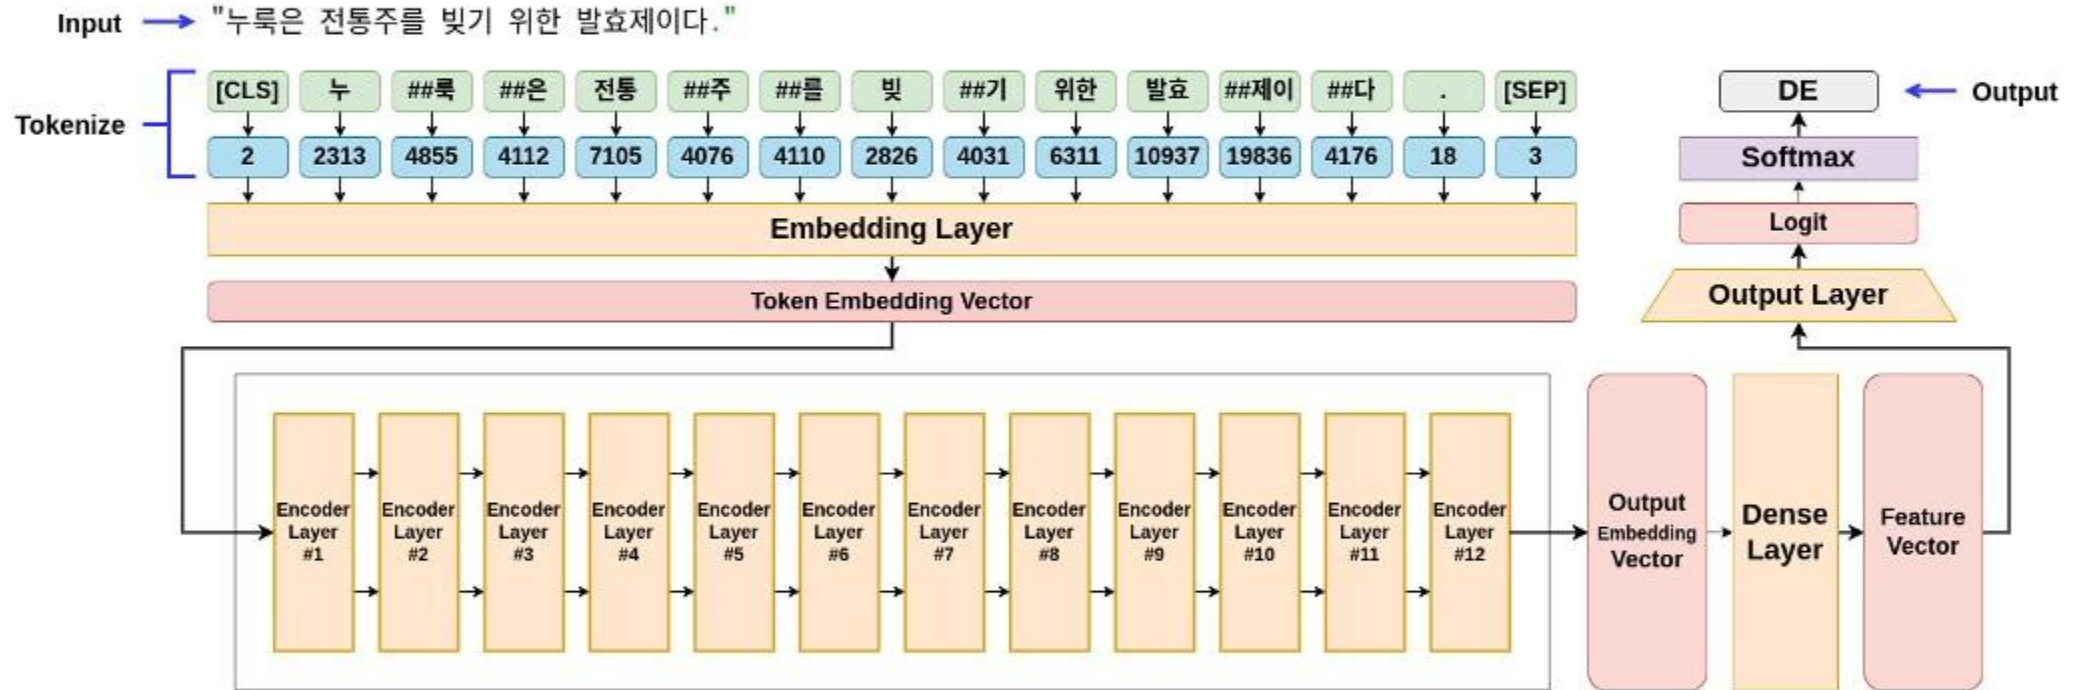 Input
"누룩은 전통주를 빚기 위한 발효제이다."
Tokenize
[CLS] 누 ##룩 ##은 전통 ##주 ##를 빚 ##기 위한 발효 ##제이 ##다 . [SEP]
2 2313 4855 4112 7105 4076 4110 2826 4031 6311 10937 19836 4176 18 3
Embedding Layer
Token Embedding Vector
Encoder
Layer
#1
Encoder
Layer
#2
Encoder
Layer
#3
Encoder
Layer
#4
Encoder
Layer
#5
Encoder
Layer
#6
Encoder
Layer
#7
Encoder
Layer
#8
Encoder
Layer
#9
Encoder
Layer
#10
Encoder
Layer
#11
Encoder
Layer
#12
Output
Embedding
Vector
Dense
Layer
Feature
Vector
Output Layer
Logit
Softmax
DE
Output